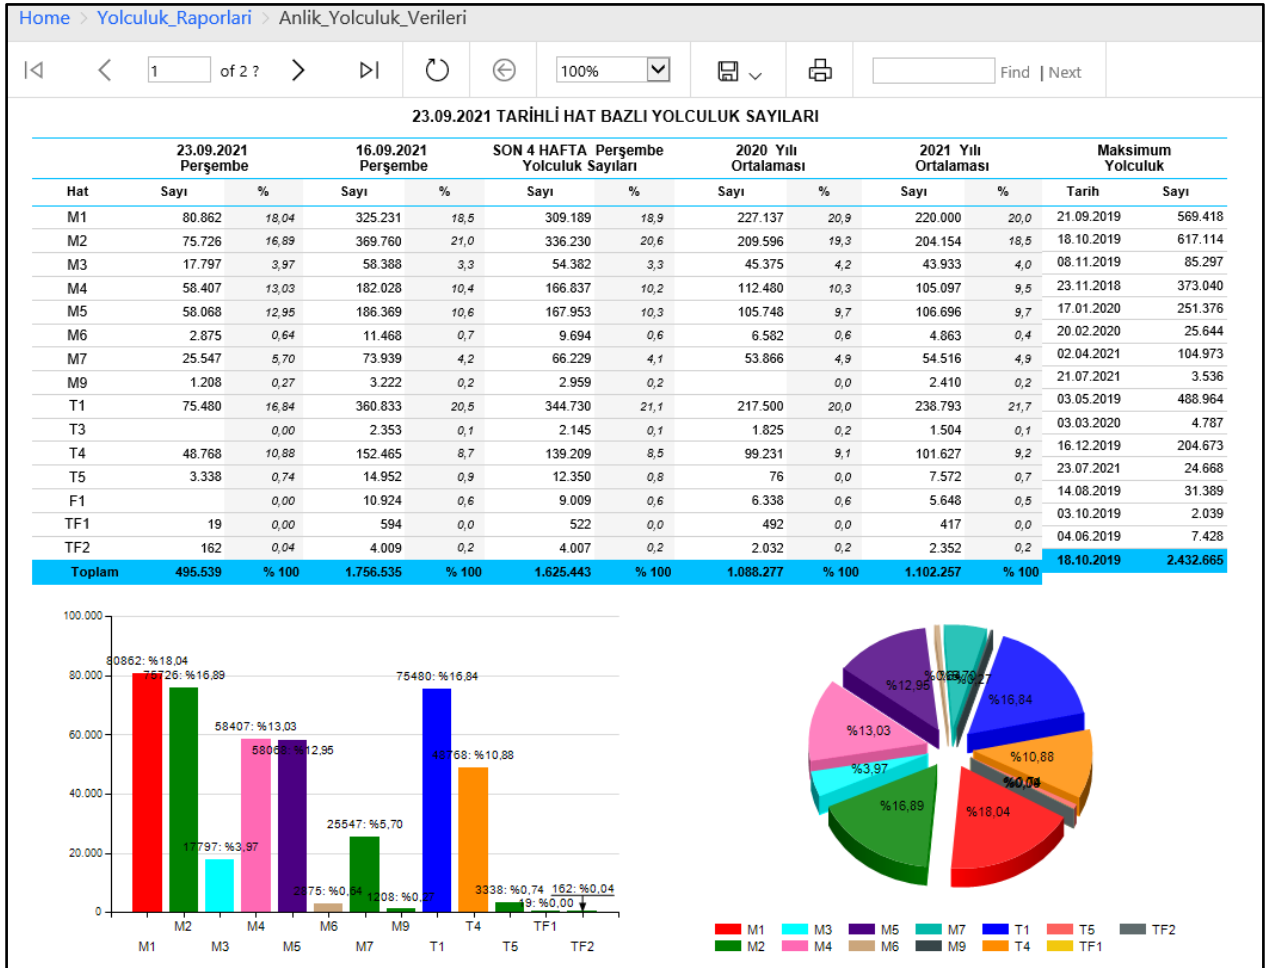 Home > Yolculuk_Raporlari > Anlik_Yolculuk_Verileri
1 of 2 ? 100% Find | Next
23.09.2021 TARİHLİ HAT BAZLI YOLCULUK SAYILARI
23.09.2021 Perşembe 16.09.2021 Perşembe SON 4 HAFTA Perşembe Yolculuk Sayıları 2020 Yılı Ortalaması 2021 Yılı Ortalaması Maksimum Yolculuk
Hat Sayı % Sayı % Sayı % Sayı % Sayı % Tarih Sayı
M1 80.862 18,04 325.231 18,5 309.189 18,9 227.137 20,9 220.000 20,0 21.09.2019 569.418
M2 75.726 16,89 369.760 21,0 336.230 20,6 209.596 19,3 204.154 18,5 18.10.2019 617.114
M3 17.797 3,97 58.388 3,3 54.382 3,3 45.375 4,2 43.933 4,0 08.11.2019 85.297
M4 58.407 13,03 182.028 10,4 166.837 10,2 112.480 10,3 105.097 9,5 23.11.2018 373.040
M5 58.068 12,95 186.369 10,6 167.953 10,3 105.748 9,7 106.696 9,7 17.01.2020 251.376
M6 2.875 0,64 11.468 0,7 9.694 0,6 6.582 0,6 4.863 0,4 20.02.2020 25.644
M7 25.547 5,70 73.939 4,2 66.229 4,1 53.866 4,9 54.516 4,9 02.04.2021 104.973
M9 1.208 0,27 3.222 0,2 2.959 0,2 0,0 2.410 0,2 21.07.2021 3.536
T1 75.480 16,84 360.833 20,5 344.730 21,1 217.500 20,0 238.793 21,7 03.05.2019 488.964
T3 0,00 2.353 0,1 2.145 0,1 1.825 0,2 1.504 0,1 03.03.2020 4.787
T4 48.768 10,88 152.465 8,7 139.209 8,5 99.231 9,1 101.627 9,2 16.12.2019 204.673
T5 3.338 0,74 14.952 0,9 12.350 0,8 76 0,0 7.572 0,7 23.07.2021 24.668
F1 0,00 10.924 0,6 9.009 0,6 6.338 0,6 5.648 0,5 14.08.2019 31.389
TF1 19 0,00 594 0,0 522 0,0 492 0,0 417 0,0 03.10.2019 2.039
TF2 162 0,04 4.009 0,2 4.007 0,2 2.032 0,2 2.352 0,2 04.06.2019 7.428
Toplam 495.539 % 100 1.756.535 % 100 1.625.443 % 100 1.088.277 % 100 1.102.257 % 100 18.10.2019 2.432.665
100.000
80862: %18,04
75726: %16,89
75480: %16,84
80.000
58407: %13,03
60.000
58068: %12,95
48768: %10,88
40.000
25547: %5,70
20.000
17797: %3,97
2875: %0,64
1208: %0,27
3338: %0,74
162: %0,04
19: %0,00
0
M2 M4 M6 M9 T4 TF1
M1 M3 M5 M7 T1 T5 TF2
%12,95
%0,27
%16,84
%13,03
%10,88
%3,97
%16,89
%18,04
M1 M3 M5 M7 T1 T5 TF2
M2 M4 M6 M9 T4 TF1